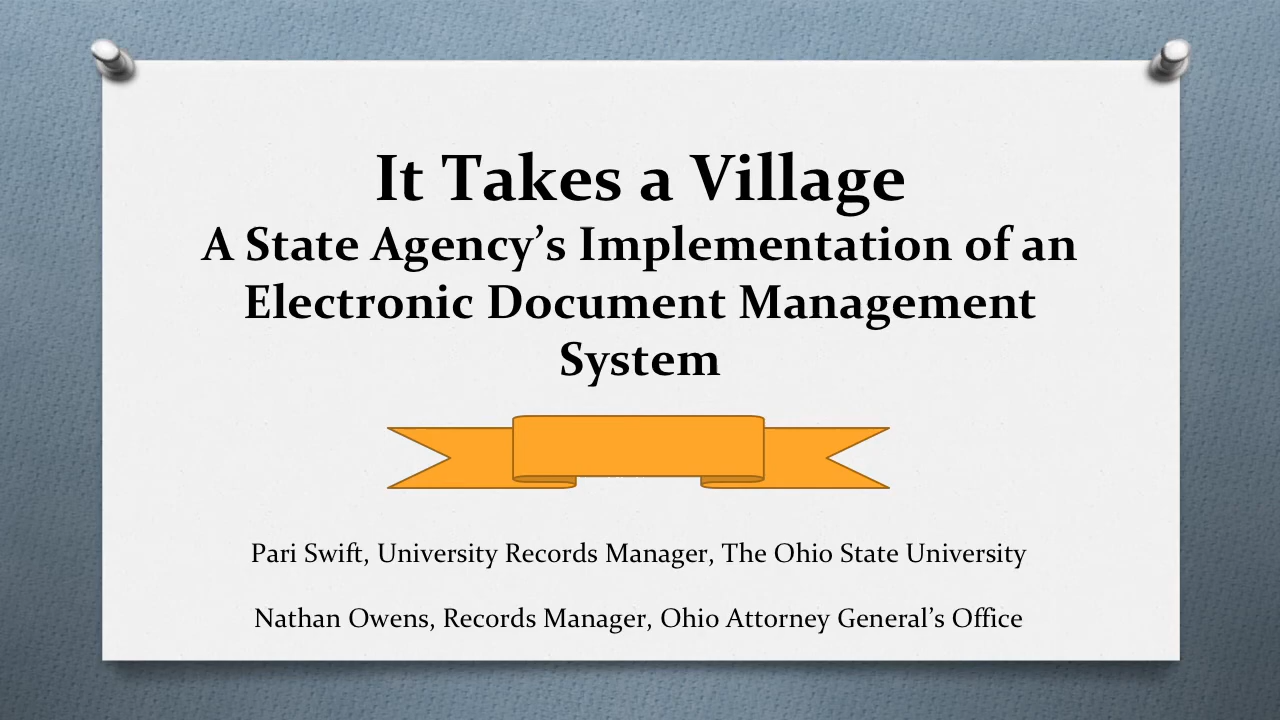 It Takes a Village
A State Agency’s Implementation of an
Electronic Document Management
System
Pari Swift, University Records Manager, The Ohio State University
Nathan Owens, Records Manager, Ohio Attorney General’s Office